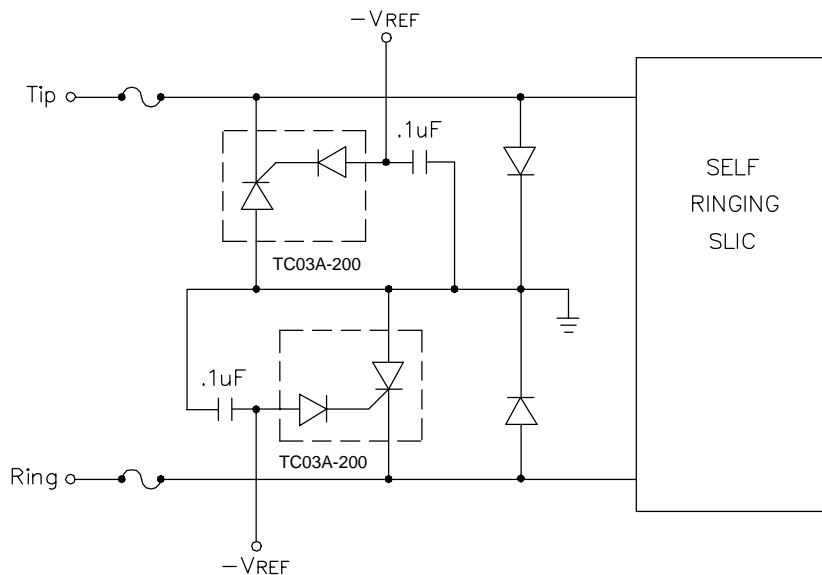 −VREF
Tip
.1uF
SELF
RINGING
SLIC
TC03A-200
.1uF
TC03A-200
Ring
−VREF